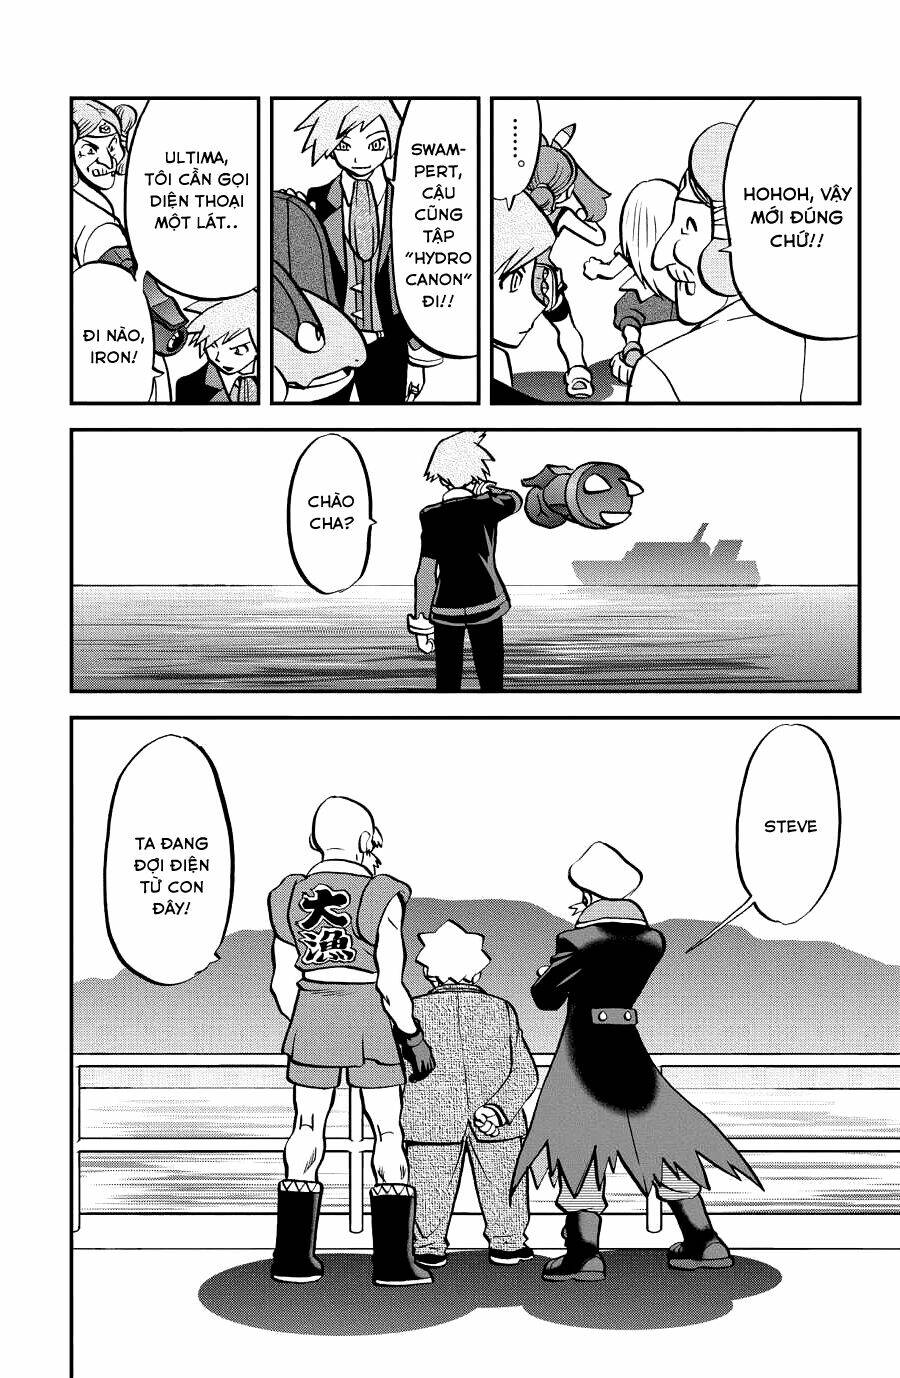 HOHOH, VẬY
MỚI ĐÚNG
CHỨ!!
......。
SWAM-
PERT,
CẬU
CŨNG
TẬP
"HYDRO
CANON"
ĐI!!
ULTIMA,
TÔI CẦN GỌI
DIỆN THOẠI
MỘT LÁT..
ĐI NÀO,
IRON!
CHÀO
CHA?
STEVE
TA ĐANG
ĐỢI ĐIỆN
TỪ CON
ĐÂY!
大
漁